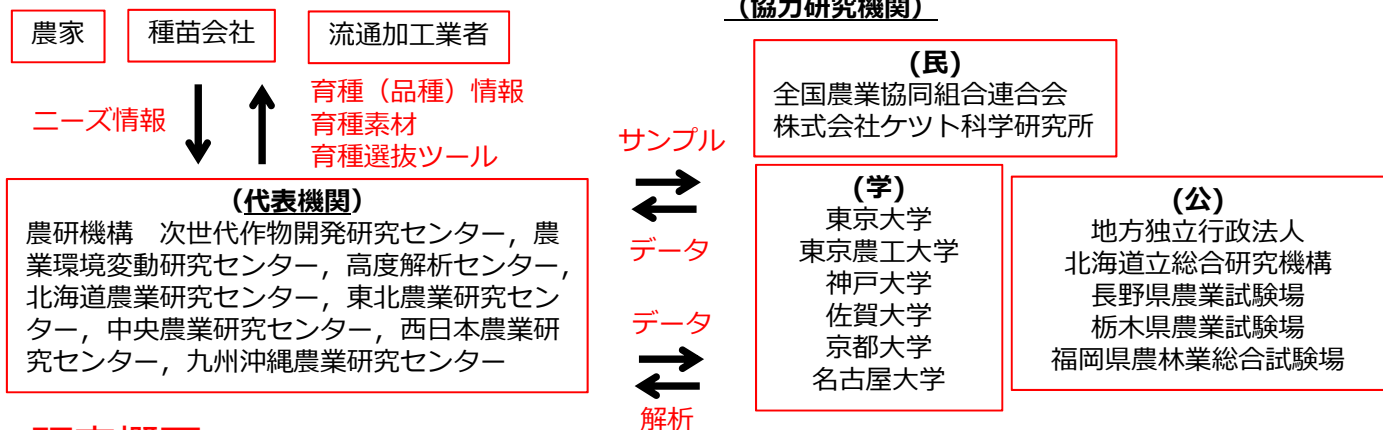 農家
種苗会社
流通加工業者
ニーズ情報
育種（品種）情報
育種素材
育種選抜ツール
（代表機関）
農研機構　次世代作物開発研究センター，農
業環境変動研究センター，高度解析センター，
北海道農業研究センター，東北農業研究セン
ター，中央農業研究センター，西日本農業研
究センター，九州沖縄農業研究センター
サンプル
データ
データ
解析
（協力研究機関）
(民)
全国農業協同組合連合会
株式会社ケツト科学研究所
(学)
東京大学
東京農工大学
神戸大学
佐賀大学
京都大学
名古屋大学
(公)
地方独立行政法人
北海道立総合研究機構
長野県農業試験場
栃木県農業試験場
福岡県農林業総合試験場